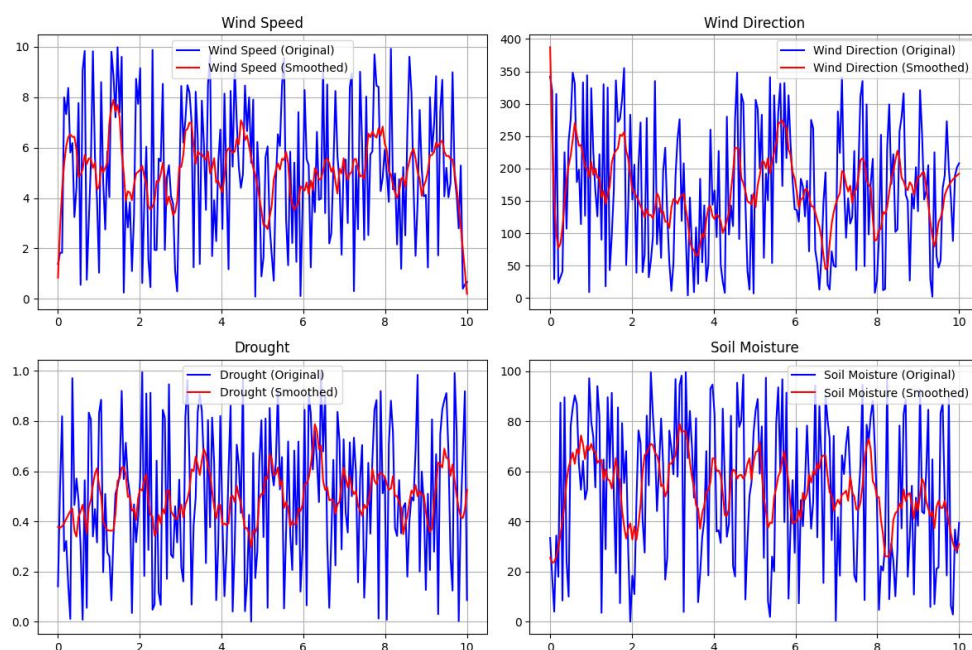 Wind Speed
10
8
6
4
2
0
Wind Speed (Original)
Wind Speed (Smoothed)
0 2 4 6 8 10
Wind Direction
400
350
300
250
200
150
100
50
0
Wind Direction (Original)
Wind Direction (Smoothed)
0 2 4 6 8 10
Drought
1.0
0.8
0.6
0.4
0.2
0.0
Drought (Original)
Drought (Smoothed)
0 2 4 6 8 10
Soil Moisture
100
80
60
40
20
0
Soil Moisture (Original)
Soil Moisture (Smoothed)
0 2 4 6 8 10